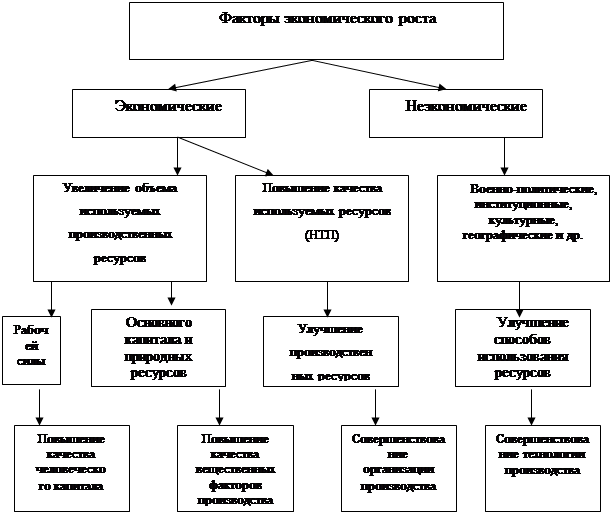 Факторы экономического роста
Экономические
Неэкономические
Увеличение объема
используемых
производственных
ресурсов
Повышение качества
используемых ресурсов
(НТП)
Военно-политические,
институционные,
культурные,
географические и др.
Рабоч
ей
силы
Основного
капитала и
природных
ресурсов
Улучшение
производствен
ных ресурсов
Улучшение
способов
использования
ресурсов
Повышение
качества
человеческо
го капитала
Повышение
качества
вещественных
факторов
производства
Совершенствова
ние
организации
производства
Совершенствова
ние технологии
производства